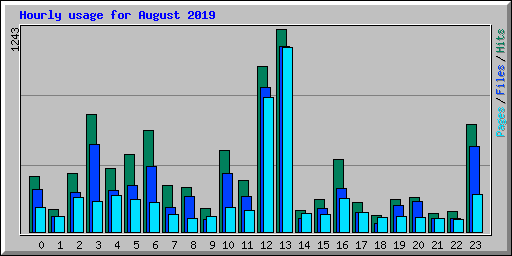 Hourly usage for August 2019
1243
Pages/Files/Hits
0 1 2 3 4 5 6 7 8 9 10 11 12 13 14 15 16 17 18 19 20 21 22 23